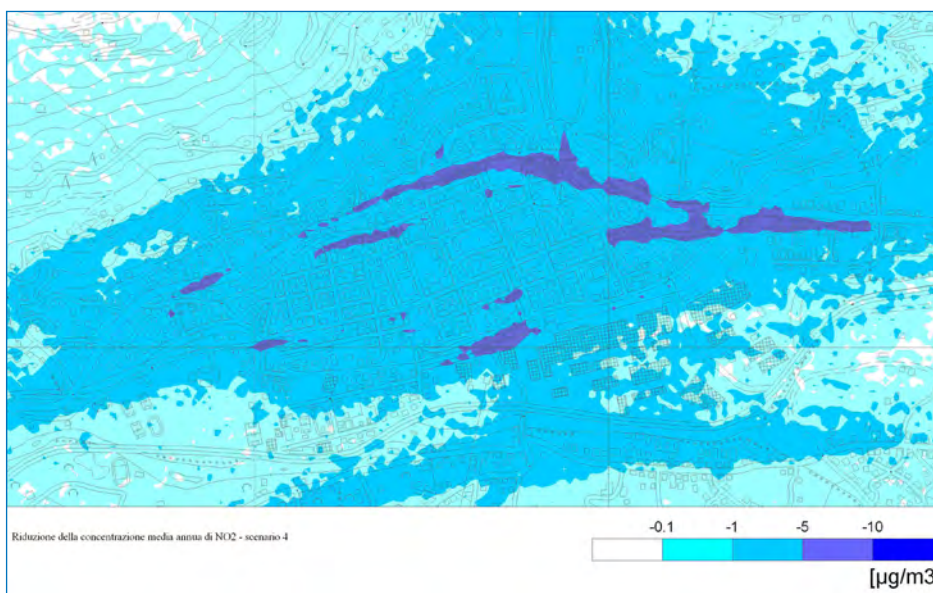 Riduzione della concentrazione media annua di NO2 - scenario 4
-0.1 -1 -5 -10
[µg/m3